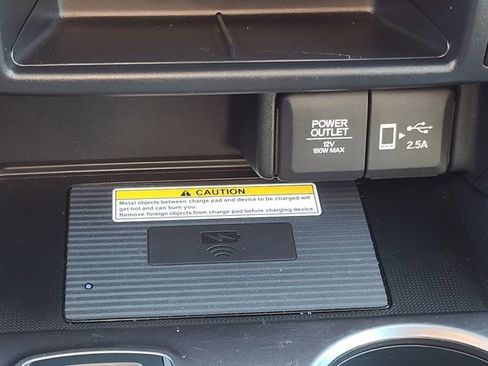 POWER
OUTLET
12V
180W MAX
2.5A
CAUTION
Metal objects between charge pad and device to be charged will
get hot and can burn you.
Remove foreign objects from charge pad before charging device.